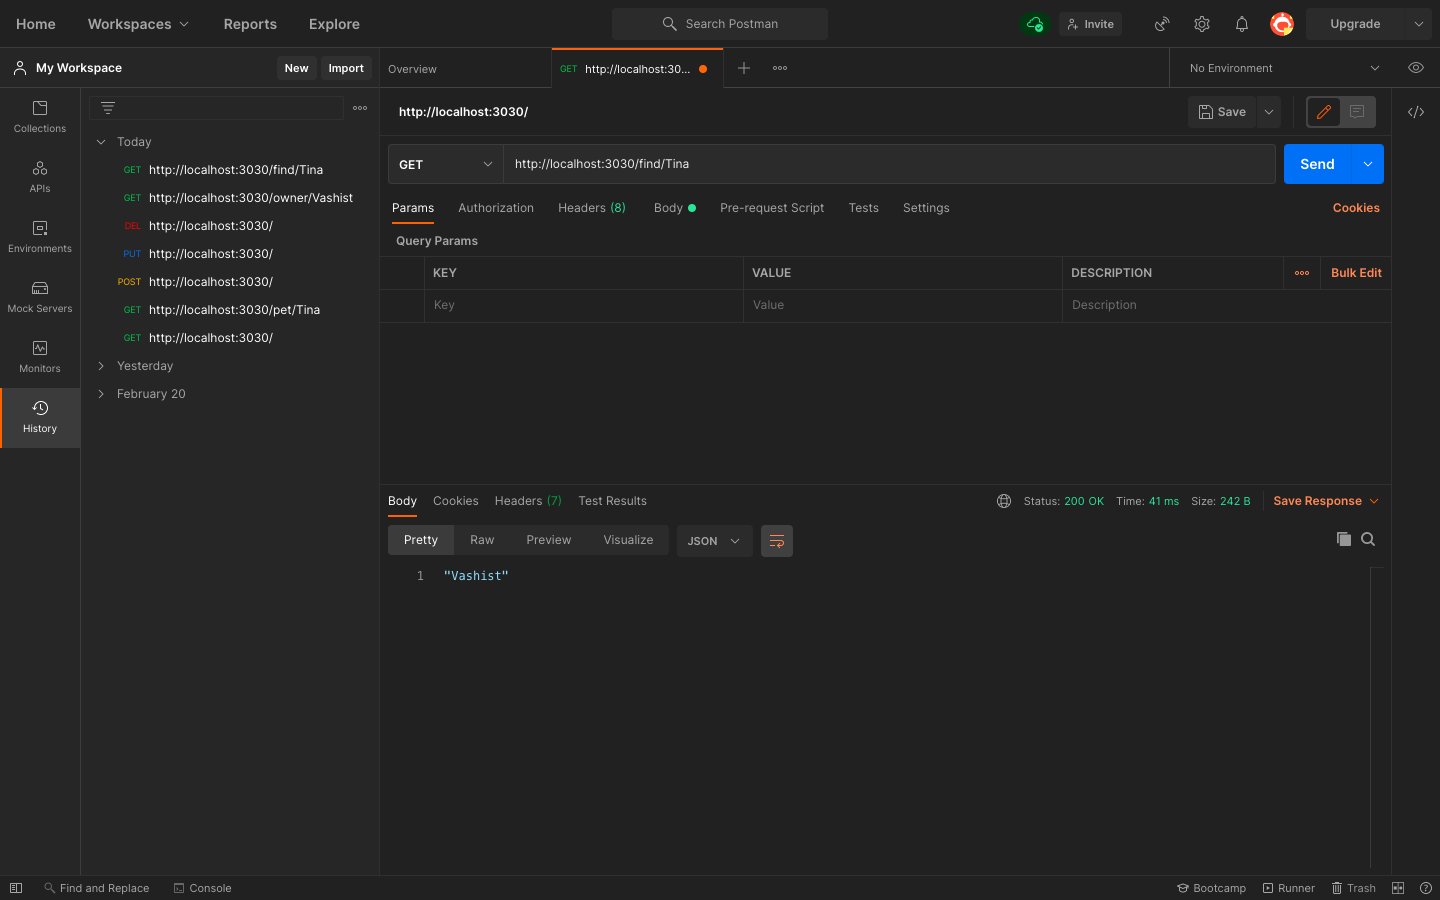 Home Workspaces Reports Explore Search Postman Invite Upgrade
My Workspace New Import Overview GET http://localhost:30... No Environment
Collections
APIs
Environments
Mock Servers
Monitors
History
Today
GET http://localhost:3030/find/Tina
GET http://localhost:3030/owner/Vashist
DEL http://localhost:3030/
PUT http://localhost:3030/
POST http://localhost:3030/
GET http://localhost:3030/pet/Tina
GET http://localhost:3030/
Yesterday
February 20
http://localhost:3030/ Save
GET http://localhost:3030/find/Tina Send
Params Authorization Headers (8) Body Pre-request Script Tests Settings Cookies
Query Params
KEY VALUE DESCRIPTION Bulk Edit
Key Value Description
Body Cookies Headers (7) Test Results Status: 200 OK Time: 41 ms Size: 242 B Save Response
Pretty Raw Preview Visualize JSON
1 "Vashist"
Find and Replace Console Bootcamp Runner Trash